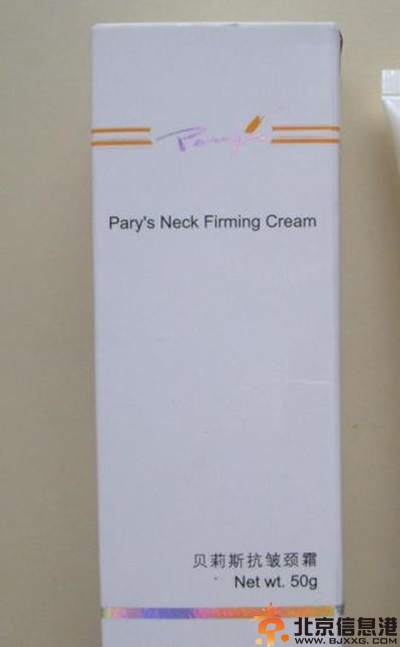 Pary's
Pary's Neck Firming Cream
贝莉斯抗皱颈霜
Net wt. 50g
北京信息港
WWW.BJXXG.COM